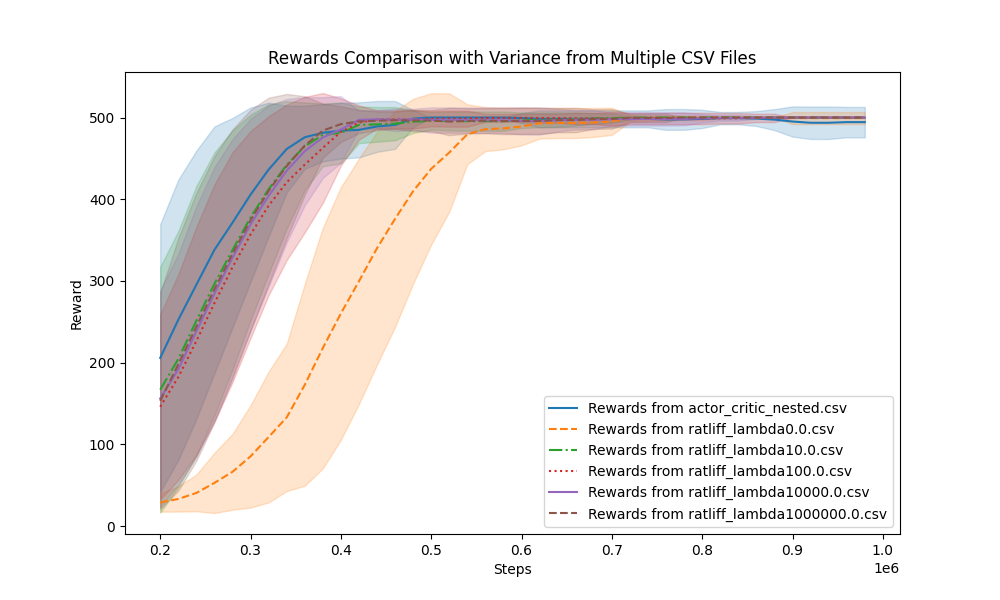 Rewards Comparison with Variance from Multiple CSV Files
Reward
500
400
300
200
100
0
Rewards from actor_critic_nested.csv
Rewards from ratliff_lambda0.0.csv
Rewards from ratliff_lambda10.0.csv
Rewards from ratliff_lambda100.0.csv
Rewards from ratliff_lambda10000.0.csv
Rewards from ratliff_lambda1000000.0.csv
0.2 0.3 0.4 0.5 0.6 0.7 0.8 0.9 1.0
1e6
Steps